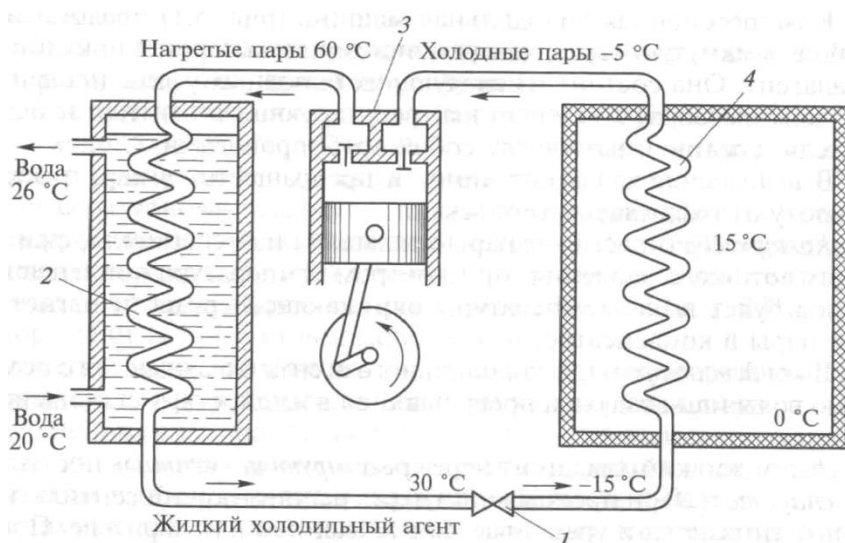 3
Нагретые пары 60 °C
Холодные пары –5 °C
4
Вода
26 °C
2
15 °C
Вода
20 °C
0 °C
30 °C
–15 °C
Жидкий холодильный агент
1